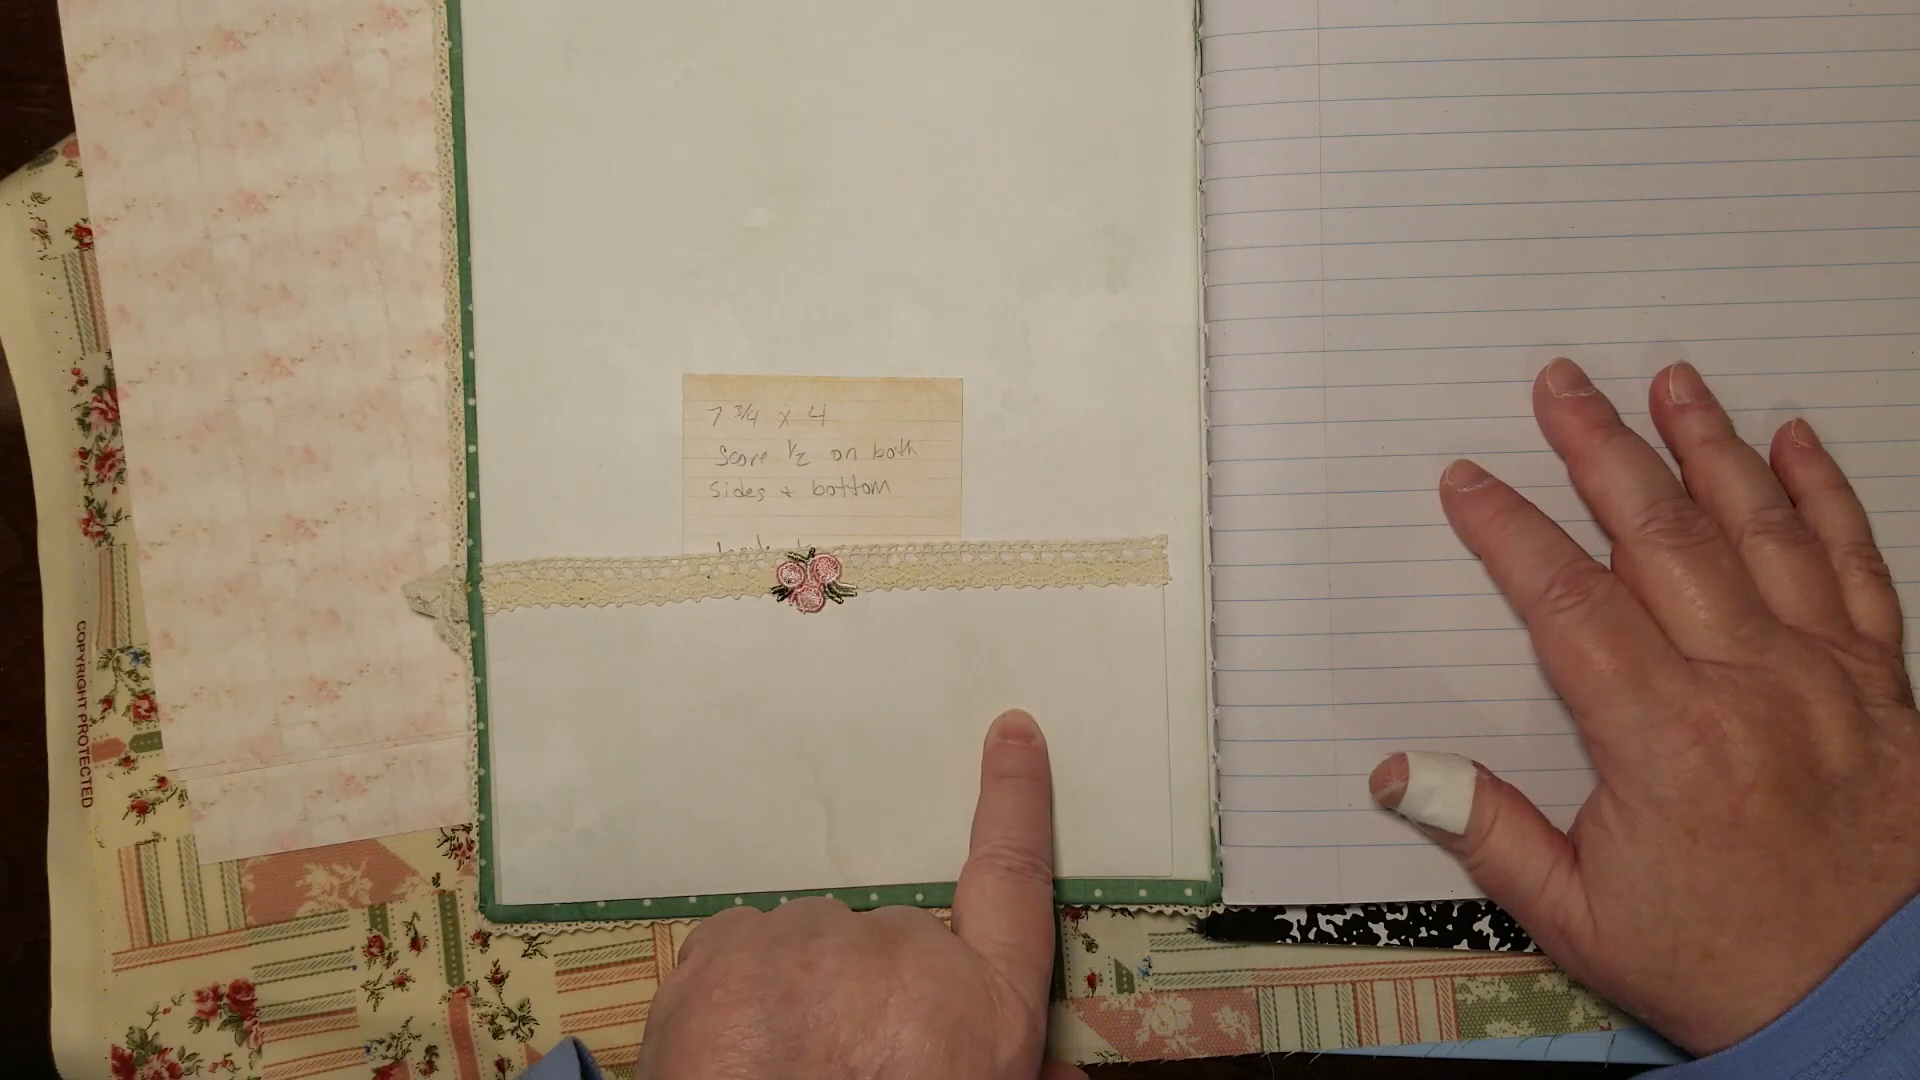 7 3/4 x 4
Score 1/2 on both
sides + bottom
COPYRIGHT PROTECTED